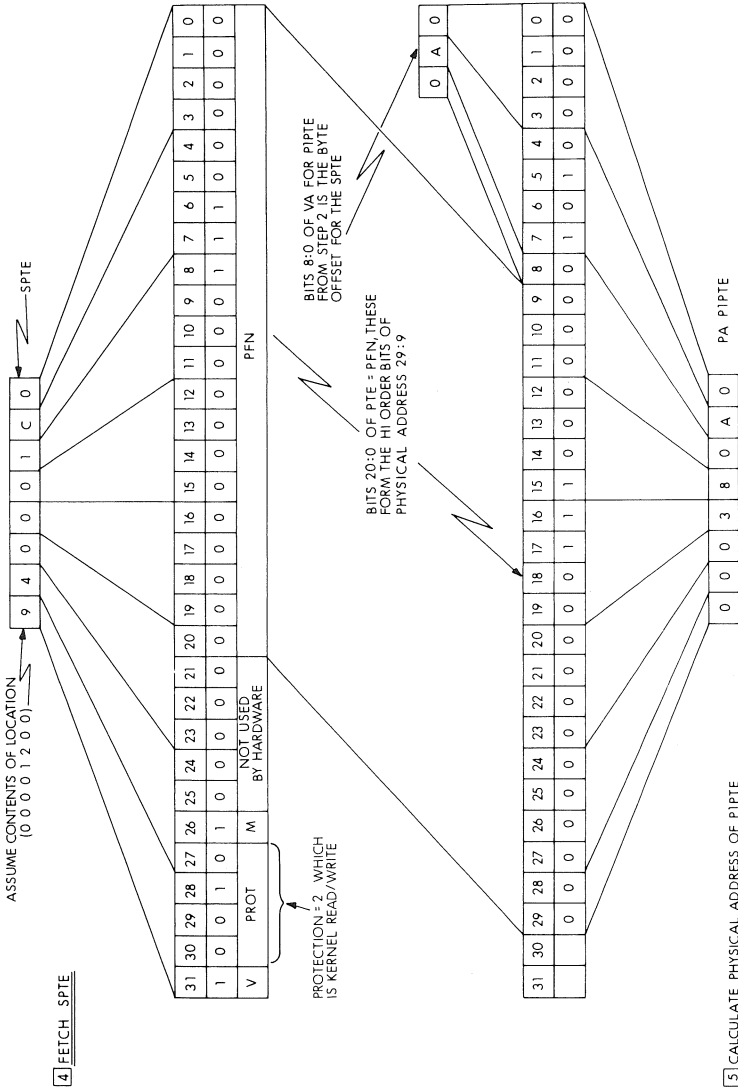 4 FETCH SPTE
ASSUME CONTENTS OF LOCATION
(0 0 0 0 1 2 0 0)
9 4 0 0 0 1 C 0
SPTE
31 30 29 28 27 26 25 24 23 22 21 20 19 18 17 16 15 14 13 12 11 10 9 8 7 6 5 4 3 2 1 0
1 0 0 1 0 1 0 0 0 0 0 0 0 0 0 0 0 0 0 0 0 0 0 1 1 1 0 0 0 0 0 0
V PROT M NOT USED BY HARDWARE PFN
PROTECTION = 2 WHICH
IS KERNEL READ/WRITE
BITS 20:0 OF PTE = PFN, THESE
FORM THE HI ORDER BITS OF
PHYSICAL ADDRESS 29:9
BITS 8:0 OF VA FOR P1PTE
FROM STEP 2 IS THE BYTE
OFFSET FOR THE SPTE
0 A 0
31 30 29 28 27 26 25 24 23 22 21 20 19 18 17 16 15 14 13 12 11 10 9 8 7 6 5 4 3 2 1 0
0 0 0 0 0 0 0 0 0 0 0 0 1 1 1 0 0 0 0 0 0 0 1 0 1 0 0 0 0 0
0 0 0 3 8 0 A 0
PA P1PTE
5 CALCULATE PHYSICAL ADDRESS OF P1PTE